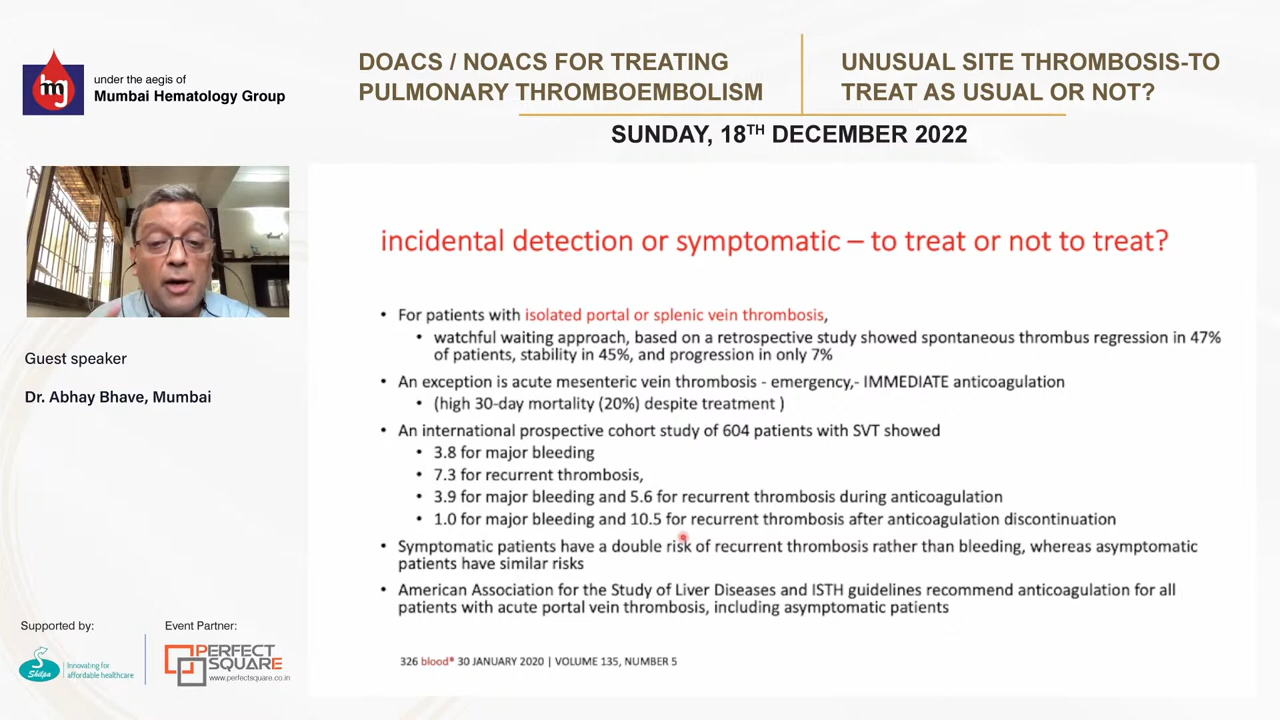 mg
under the aegis of
Mumbai Hematology Group
DOACS / NOACS FOR TREATING
PULMONARY THROMBOEMBOLISM
UNUSUAL SITE THROMBOSIS-TO
TREAT AS USUAL OR NOT?
SUNDAY, 18TH DECEMBER 2022
Guest speaker
Dr. Abhay Bhave, Mumbai
incidental detection or symptomatic – to treat or not to treat?
• For patients with isolated portal or splenic vein thrombosis,
• watchful waiting approach, based on a retrospective study showed spontaneous thrombus regression in 47%
of patients, stability in 45%, and progression in only 7%
• An exception is acute mesenteric vein thrombosis - emergency,- IMMEDIATE anticoagulation
• (high 30-day mortality (20%) despite treatment )
• An international prospective cohort study of 604 patients with SVT showed
• 3.8 for major bleeding
• 7.3 for recurrent thrombosis,
• 3.9 for major bleeding and 5.6 for recurrent thrombosis during anticoagulation
• 1.0 for major bleeding and 10.5 for recurrent thrombosis after anticoagulation discontinuation
• Symptomatic patients have a double risk of recurrent thrombosis rather than bleeding, whereas asymptomatic
patients have similar risks
• American Association for the Study of Liver Diseases and ISTH guidelines recommend anticoagulation for all
patients with acute portal vein thrombosis, including asymptomatic patients
326 blood® 30 JANUARY 2020 | VOLUME 135, NUMBER 5
Supported by:
Shilpa
Innovating for
affordable healthcare
Event Partner:
PERFECT
SQUARE
www.perfectsquare.co.in